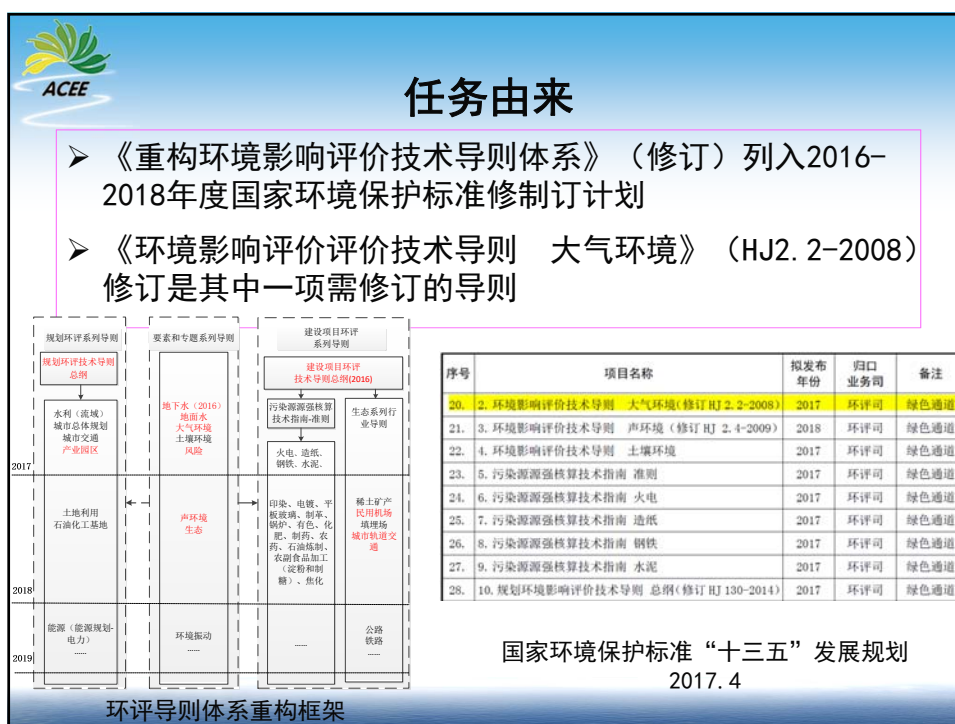 ACEE
任务由来
➢ 《重构环境影响评价技术导则体系》（修订）列入2016-
2018年度国家环境保护标准修制订计划
➢ 《环境影响评价评价技术导则　大气环境》（HJ2.2-2008）
修订是其中一项需修订的导则
规划环评系列导则
规划环评技术导则
总纲
水利（流域）
城市总体规划
城市交通
产业园区
2017
土地利用
石油化工基地
2018
能源（能源规划-
电力）
……
2019
要素和专题系列导则
地下水（2016）
地面水
大气环境
土壤环境
风险
声环境
生态
环境振动
……
建设项目环评
系列导则
建设项目环评
技术导则总纲(2016)
污染源源强核算
技术指南-准则
火电、造纸、
钢铁、水泥、
印染、电镀、平
板玻璃、制革、
锅炉、有色、化
肥、制药、农
药、石油炼制、
农副食品加工
（淀粉和制
糖）、焦化
……
生态系列行
业导则
稀土矿产
民用机场
填埋场
城市轨道交
通
公路
铁路
……
环评导则体系重构框架
序号 项目名称 拟发布年份 归口业务司 备注
20. 2. 环境影响评价技术导则　大气环境(修订 HJ 2.2-2008) 2017 环评司 绿色通道
21. 3. 环境影响评价技术导则　声环境（修订 HJ 2.4-2009） 2018 环评司 绿色通道
22. 4. 环境影响评价技术导则　土壤环境 2017 环评司 绿色通道
23. 5. 污染源源强核算技术指南 准则 2017 环评司 绿色通道
24. 6. 污染源源强核算技术指南 火电 2017 环评司 绿色通道
25. 7. 污染源源强核算技术指南 造纸 2017 环评司 绿色通道
26. 8. 污染源源强核算技术指南 钢铁 2017 环评司 绿色通道
27. 9. 污染源源强核算技术指南 水泥 2017 环评司 绿色通道
28. 10. 规划环境影响评价技术导则 总纲(修订 HJ 130-2014) 2017 环评司 绿色通道
国家环境保护标准“十三五”发展规划
2017.4